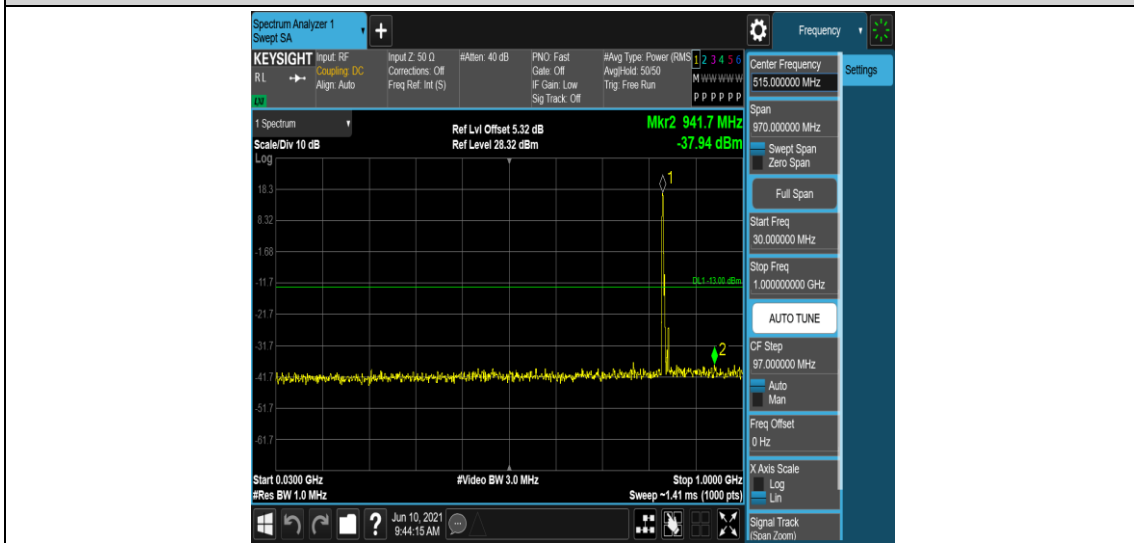 Spectrum Analyzer 1
Swept SA
Frequency
KEYSIGHT
RL
LXI
Input: RF
Coupling: DC
Align: Auto
Input Z: 50 Ω
Corrections: Off
Freq Ref: Int (S)
#Atten: 40 dB
PNO: Fast
Gate: Off
IF Gain: Low
Sig Track: Off
#Avg Type: Power (RMS
Avg|Hold: 50/50
Trig: Free Run
1 2 3 4 5 6
M W W W W W
P P P P P P
1 Spectrum
Scale/Div 10 dB
Log
Ref Lvl Offset 5.32 dB
Ref Level 28.32 dBm
Mkr2 941.7 MHz
-37.94 dBm
1
18.3
8.32
-1.68
-11.7
DL1 -13.00 dBm
-21.7
-31.7
2
-41.7
-51.7
-61.7
Start 0.0300 GHz
#Video BW 3.0 MHz
Stop 1.0000 GHz
#Res BW 1.0 MHz
Sweep ~1.41 ms (1000 pts)
Jun 10, 2021
9:44:15 AM
Settings
Center Frequency
515.000000 MHz
Span
970.000000 MHz
Swept Span
Zero Span
Full Span
Start Freq
30.000000 MHz
Stop Freq
1.000000000 GHz
AUTO TUNE
CF Step
97.000000 MHz
Auto
Man
Freq Offset
0 Hz
X Axis Scale
Log
Lin
Signal Track
(Span Zoom)